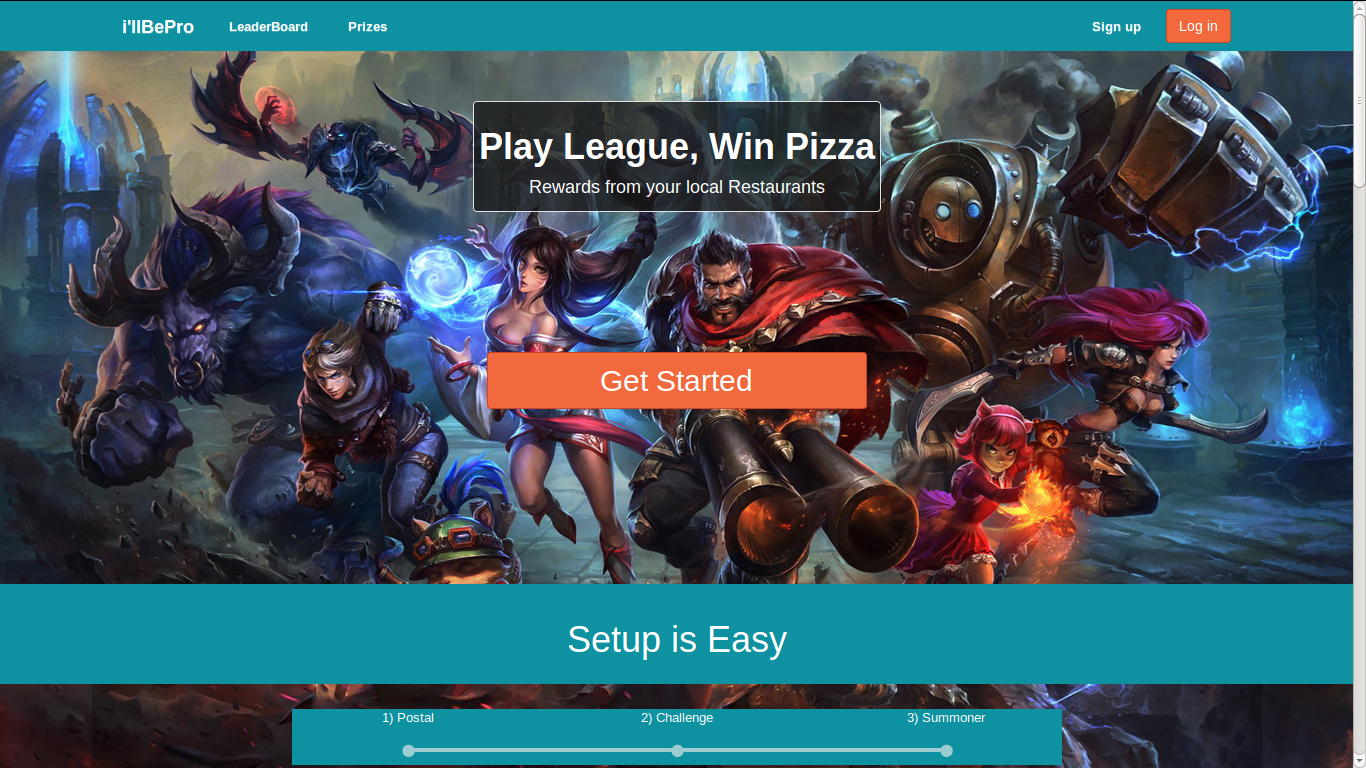 i'llBePro LeaderBoard Prizes Sign up Log in
Play League, Win Pizza
Rewards from your local Restaurants
Get Started
Setup is Easy
1) Postal 2) Challenge 3) Summoner